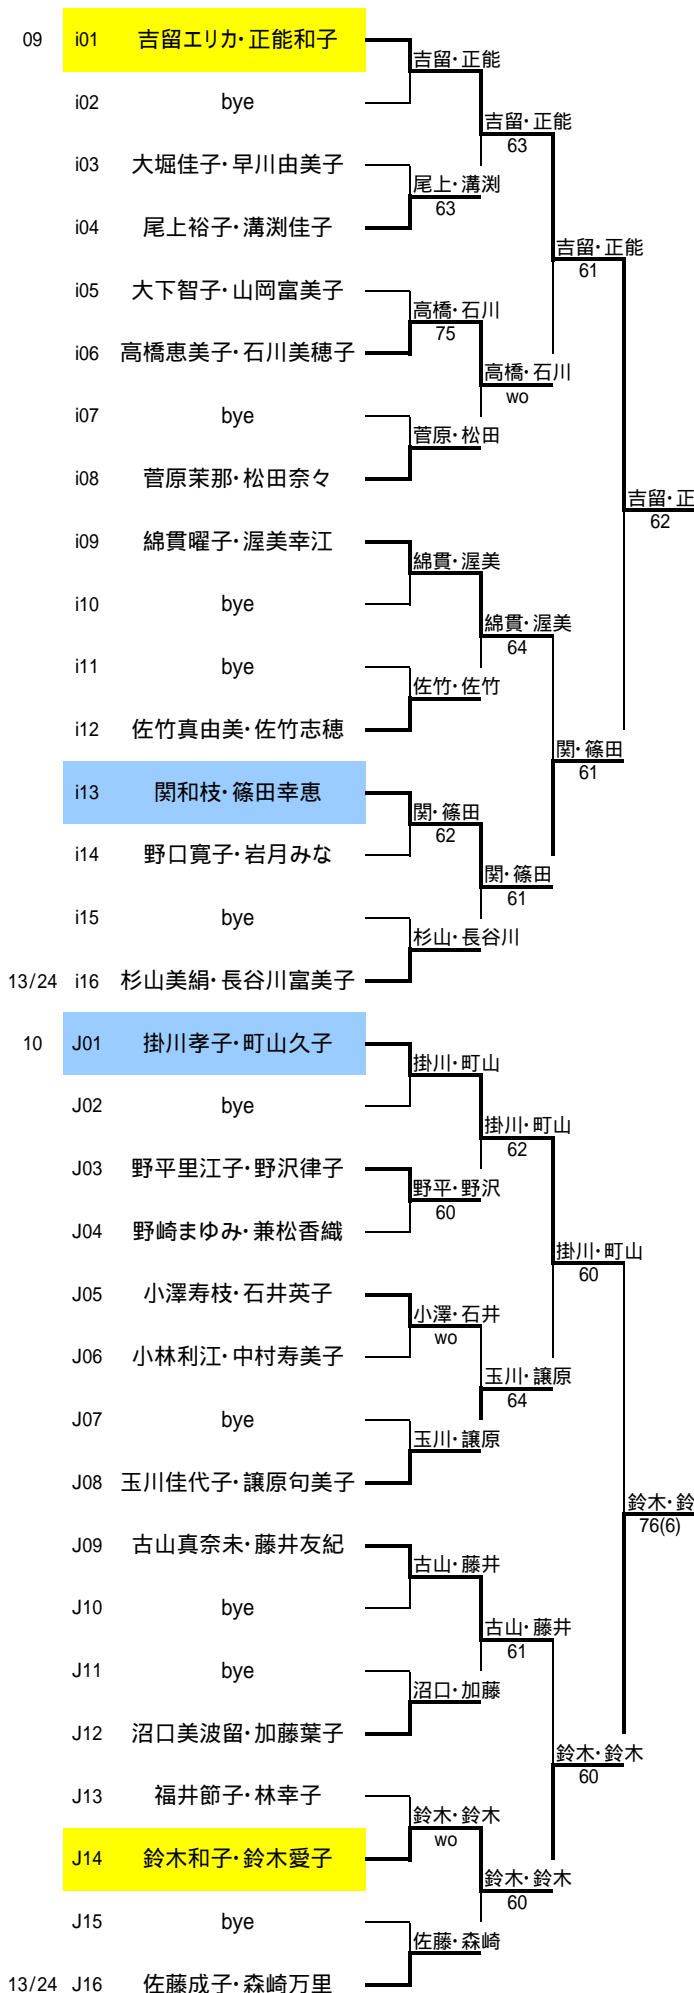 09 i01 吉留エリカ・正能和子
吉留・正能
i02 bye
吉留・正能
63
i03 大堀佳子・早川由美子
尾上・溝渕
63
i04 尾上裕子・溝渕佳子
吉留・正能
61
i05 大下智子・山岡富美子
高橋・石川
75
i06 高橋恵美子・石川美穂子
高橋・石川
wo
i07 bye
菅原・松田
i08 菅原茉那・松田奈々
吉留・正
62
i09 綿貫曜子・渥美幸江
綿貫・渥美
i10 bye
綿貫・渥美
64
i11 bye
佐竹・佐竹
i12 佐竹真由美・佐竹志穂
関・篠田
61
i13 関和枝・篠田幸恵
関・篠田
62
i14 野口寛子・岩月みな
関・篠田
61
i15 bye
杉山・長谷川
13/24 i16 杉山美絹・長谷川富美子
10 J01 掛川孝子・町山久子
掛川・町山
J02 bye
掛川・町山
62
J03 野平里江子・野沢律子
野平・野沢
60
J04 野崎まゆみ・兼松香織
掛川・町山
60
J05 小澤寿枝・石井英子
小澤・石井
wo
J06 小林利江・中村寿美子
玉川・譲原
64
J07 bye
玉川・譲原
J08 玉川佳代子・譲原句美子
鈴木・鈴
76(6)
J09 古山真奈未・藤井友紀
古山・藤井
J10 bye
古山・藤井
61
J11 bye
沼口・加藤
J12 沼口美波留・加藤葉子
鈴木・鈴木
60
J13 福井節子・林幸子
鈴木・鈴木
wo
J14 鈴木和子・鈴木愛子
鈴木・鈴木
60
J15 bye
佐藤・森崎
13/24 J16 佐藤成子・森崎万里